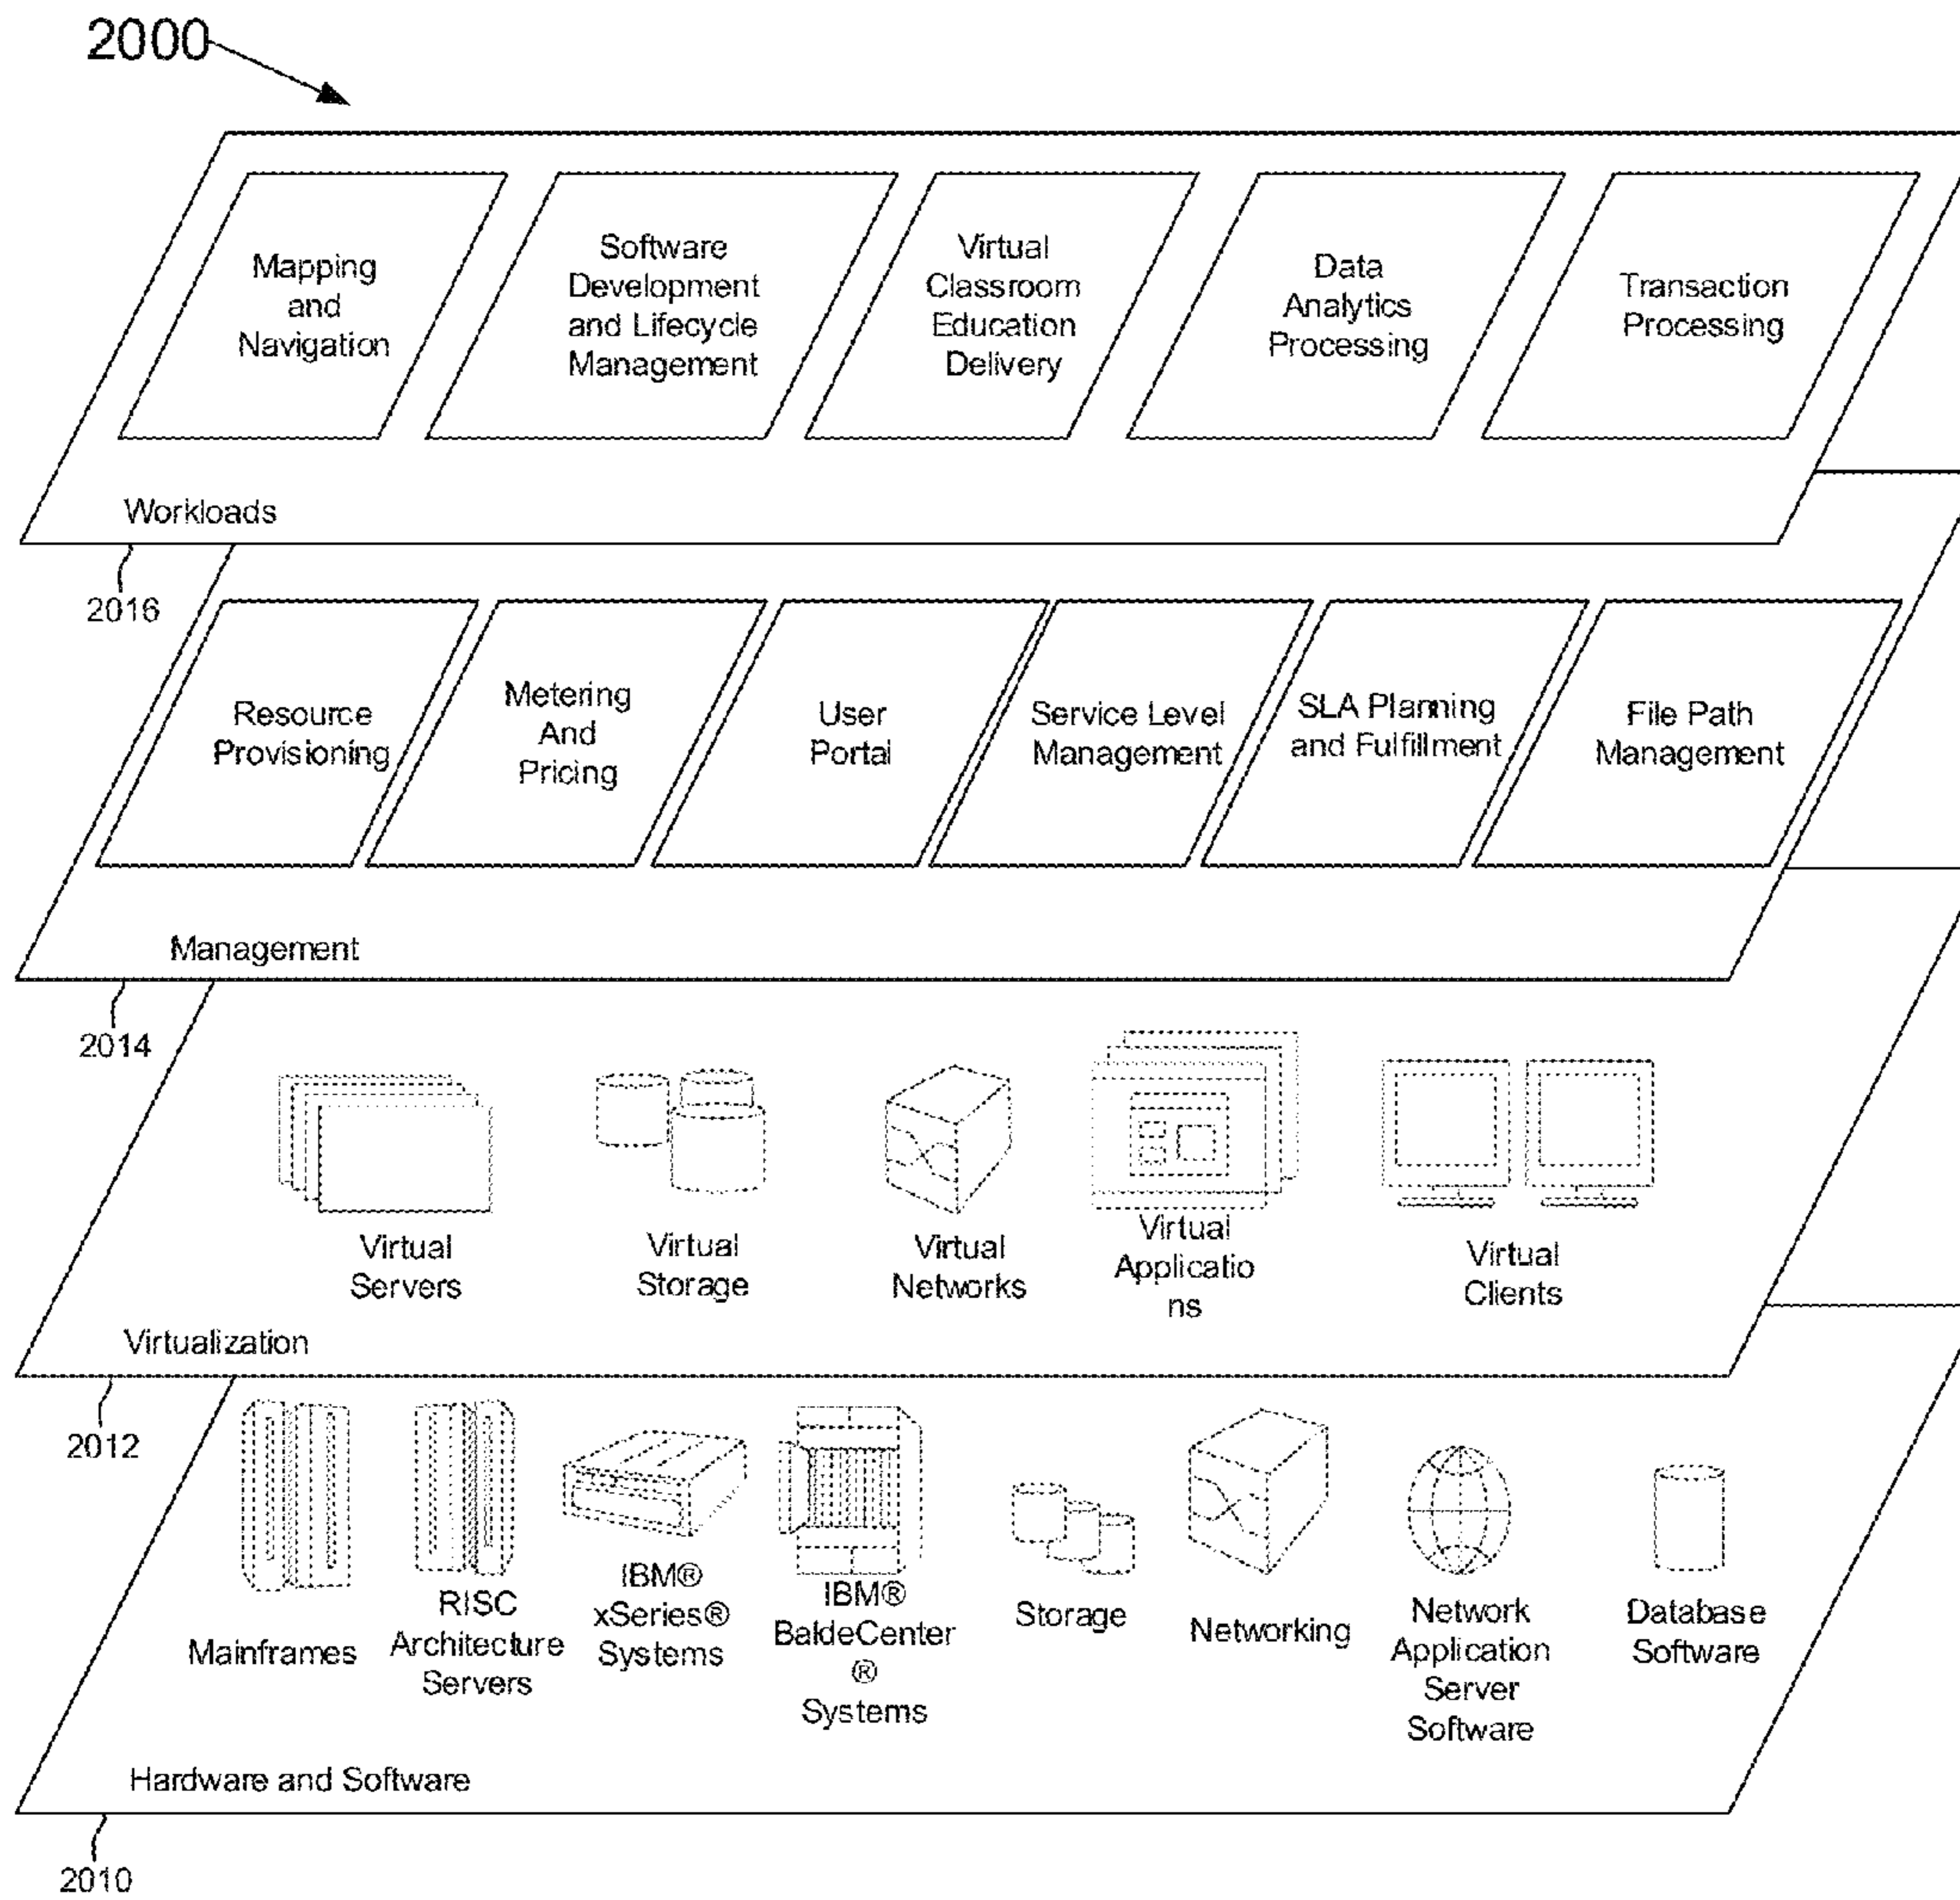 2000
Mapping
and
Navigation
Software
Development
and Lifecycle
Management
Virtual
Classroom
Education
Delivery
Data
Analytics
Processing
Transaction
Processing
Workloads
2016
Resource
Provisioning
Metering
And
Pricing
User
Portal
Service Level
Management
SLA Planning
and Fulfillment
File Path
Management
Management
2014
Virtual
Servers
Virtual
Storage
Virtual
Networks
Virtual
Applicatio
ns
Virtual
Clients
Virtualization
2012
Mainframes
RISC
Architecture
Servers
IBM®
xSeries®
Systems
IBM®
BaldeCenter
®
Systems
Storage
Networking
Network
Application
Server
Software
Database
Software
Hardware and Software
2010